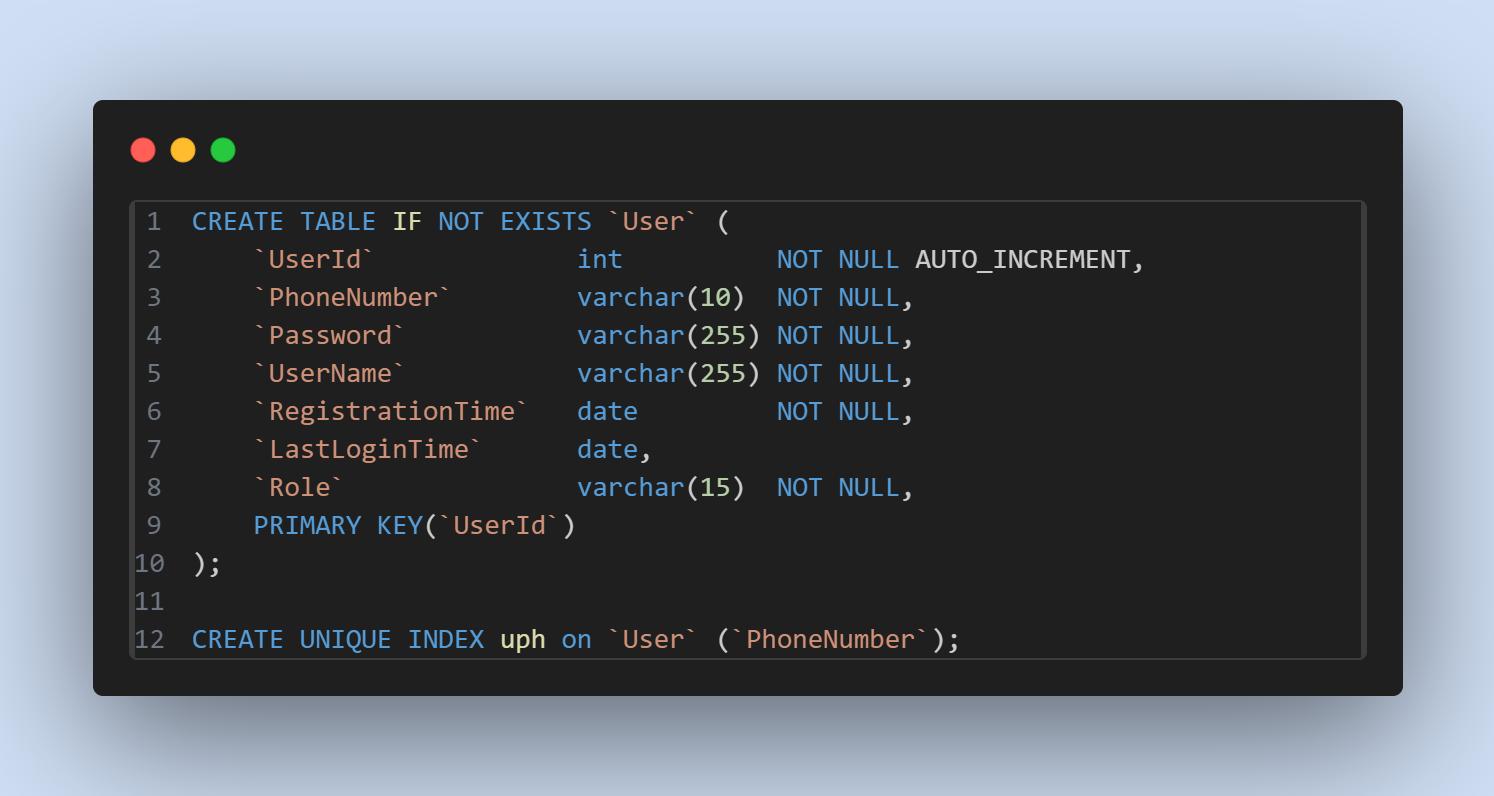 1 CREATE TABLE IF NOT EXISTS `User` (
2     `UserId`             int          NOT NULL AUTO_INCREMENT,
3     `PhoneNumber`        varchar(10)  NOT NULL,
4     `Password`           varchar(255) NOT NULL,
5     `UserName`           varchar(255) NOT NULL,
6     `RegistrationTime`   date         NOT NULL,
7     `LastLoginTime`      date,
8     `Role`               varchar(15)  NOT NULL,
9     PRIMARY KEY(`UserId`)
10 );
11
12 CREATE UNIQUE INDEX uph on `User` (`PhoneNumber`);